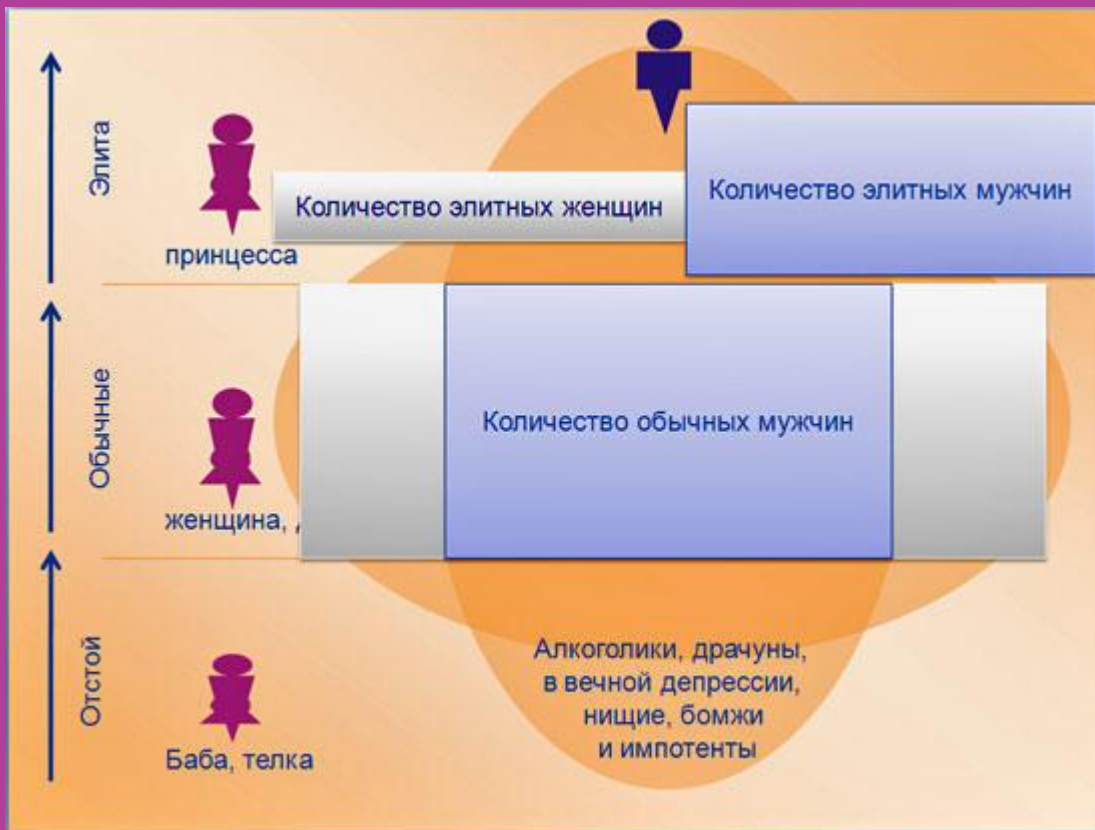 Элита
принцесса
Количество элитных женщин
Количество элитных мужчин
Обычные
женщина,
Количество обычных мужчин
Отстой
Баба, телка
Алкоголики, драчуны,
в вечной депрессии,
нищие, бомжи
и импотенты